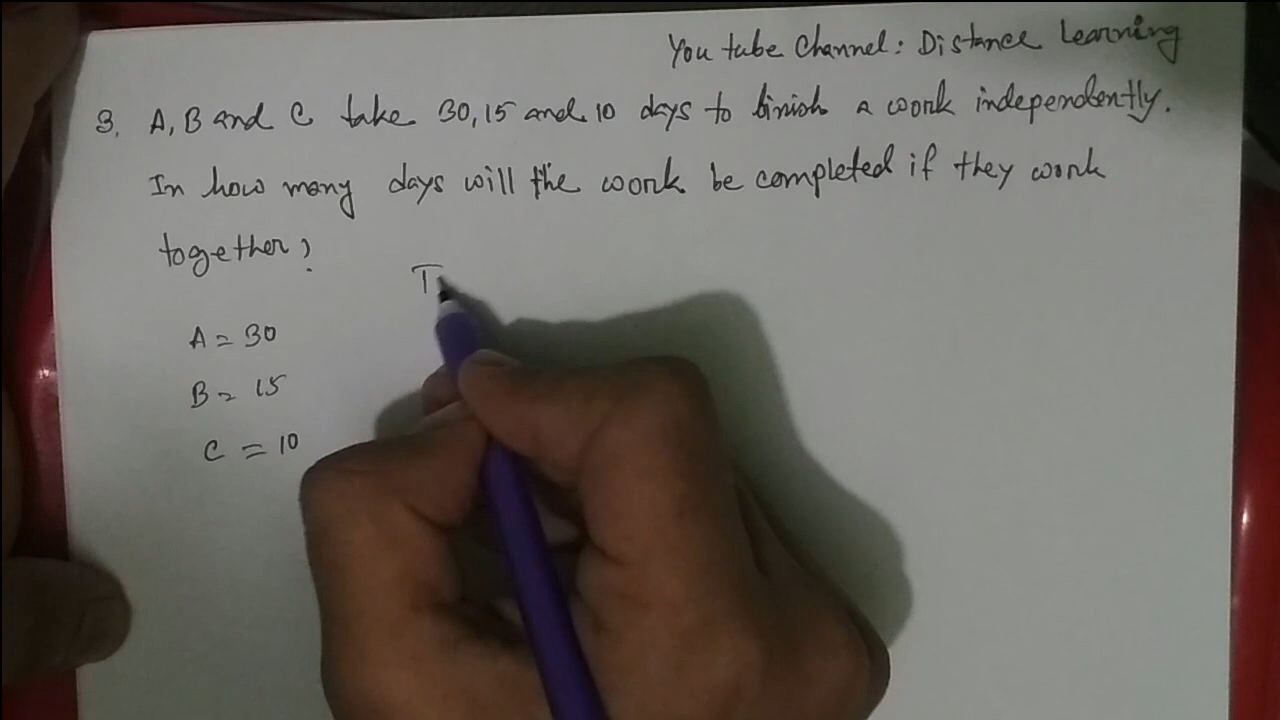 You tube Channel: Distance Learning
3. A, B and C take 30, 15 and 10 days to finish a work independently.
In how many days will the work be completed if they work
together?
T
A = 30
B = 15
C = 10